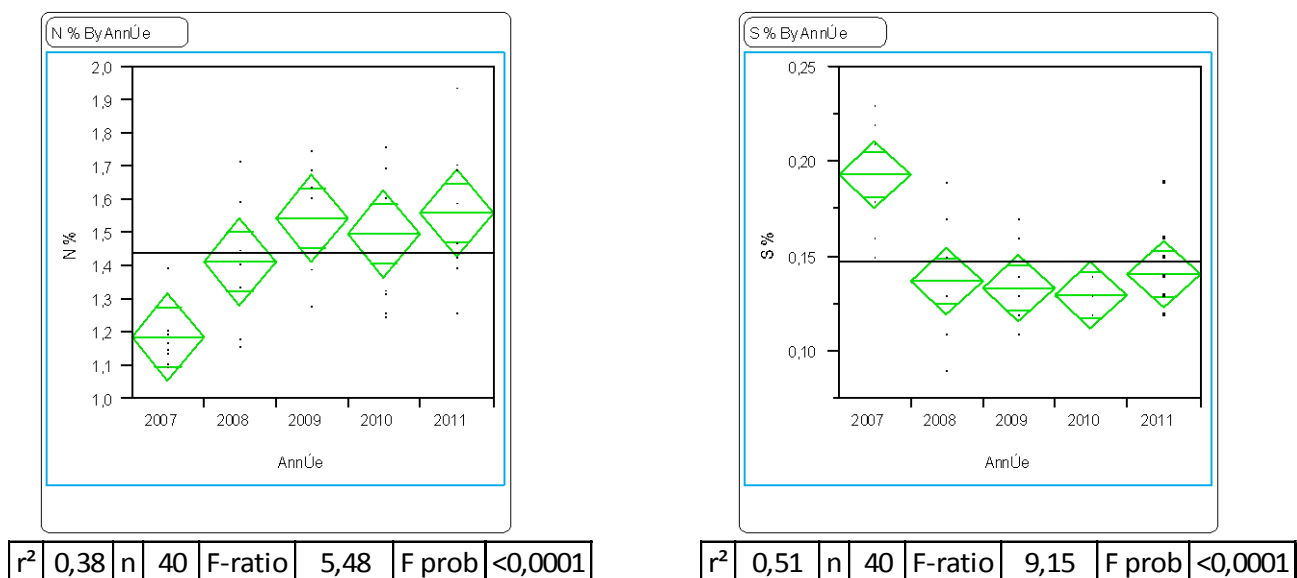 N % By AnnÚe
2,0
1,9
1,8
1,7
1,6
1,5
1,4
1,3
1,2
1,1
1,0
N %
2007 2008 2009 2010 2011
AnnÚe
r² 0,38 n 40 F-ratio 5,48 F prob <0,0001
S % By AnnÚe
0,25
0,20
0,15
0,10
S %
2007 2008 2009 2010 2011
AnnÚe
r² 0,51 n 40 F-ratio 9,15 F prob <0,0001